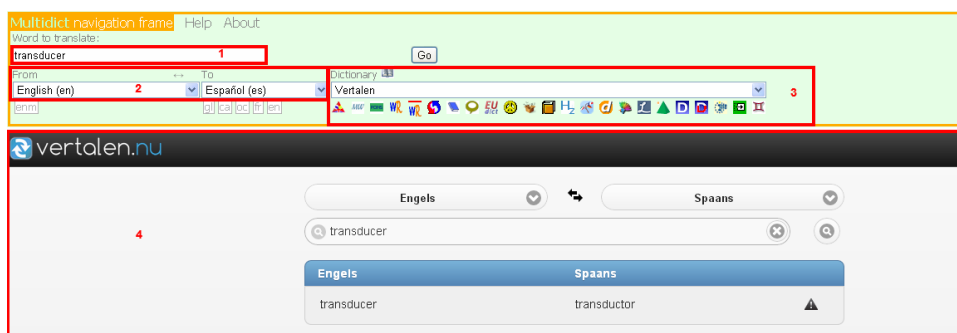 Multidict navigation frame Help About
Word to translate:
transducer 1 Go
From ↔ To Dictionary
English (en) 2 Español (es) Vertalen 3
enm gl ca oc fr en
vertalen.nu
Engels Spaans
4 transducer
Engels Spaans
transducer transductor